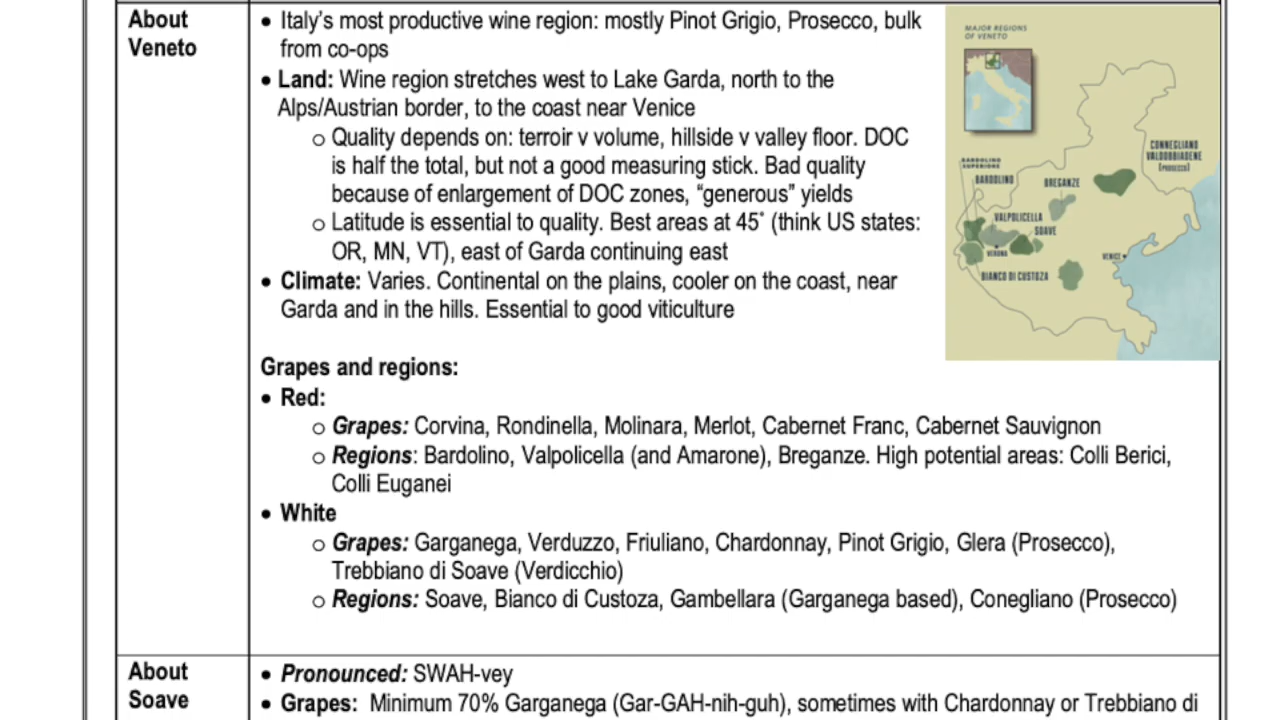 About
Veneto
• Italy's most productive wine region: mostly Pinot Grigio, Prosecco, bulk
from co-ops
• Land: Wine region stretches west to Lake Garda, north to the
Alps/Austrian border, to the coast near Venice
o Quality depends on: terroir v volume, hillside v valley floor. DOC
is half the total, but not a good measuring stick. Bad quality
because of enlargement of DOC zones, "generous" yields
o Latitude is essential to quality. Best areas at 45˚ (think US states:
OR, MN, VT), east of Garda continuing east
• Climate: Varies. Continental on the plains, cooler on the coast, near
Garda and in the hills. Essential to good viticulture
MAJOR REGIONS
OF VENETO
CONNEGLIANO
VALDOBBIADENE
(PROSECCO)
BARDOLINO
SUPERIORE
BARDOLINO
BREGANZE
VALPOLICELLA
SOAVE
VERONA
VENICE
BIANCO DI CUSTOZA
Grapes and regions:
• Red:
o Grapes: Corvina, Rondinella, Molinara, Merlot, Cabernet Franc, Cabernet Sauvignon
o Regions: Bardolino, Valpolicella (and Amarone), Breganze. High potential areas: Colli Berici,
Colli Euganei
• White
o Grapes: Garganega, Verduzzo, Friuliano, Chardonnay, Pinot Grigio, Glera (Prosecco),
Trebbiano di Soave (Verdicchio)
o Regions: Soave, Bianco di Custoza, Gambellara (Garganega based), Conegliano (Prosecco)
About
Soave
• Pronounced: SWAH-vey
• Grapes: Minimum 70% Garganega (Gar-GAH-nih-guh), sometimes with Chardonnay or Trebbiano di